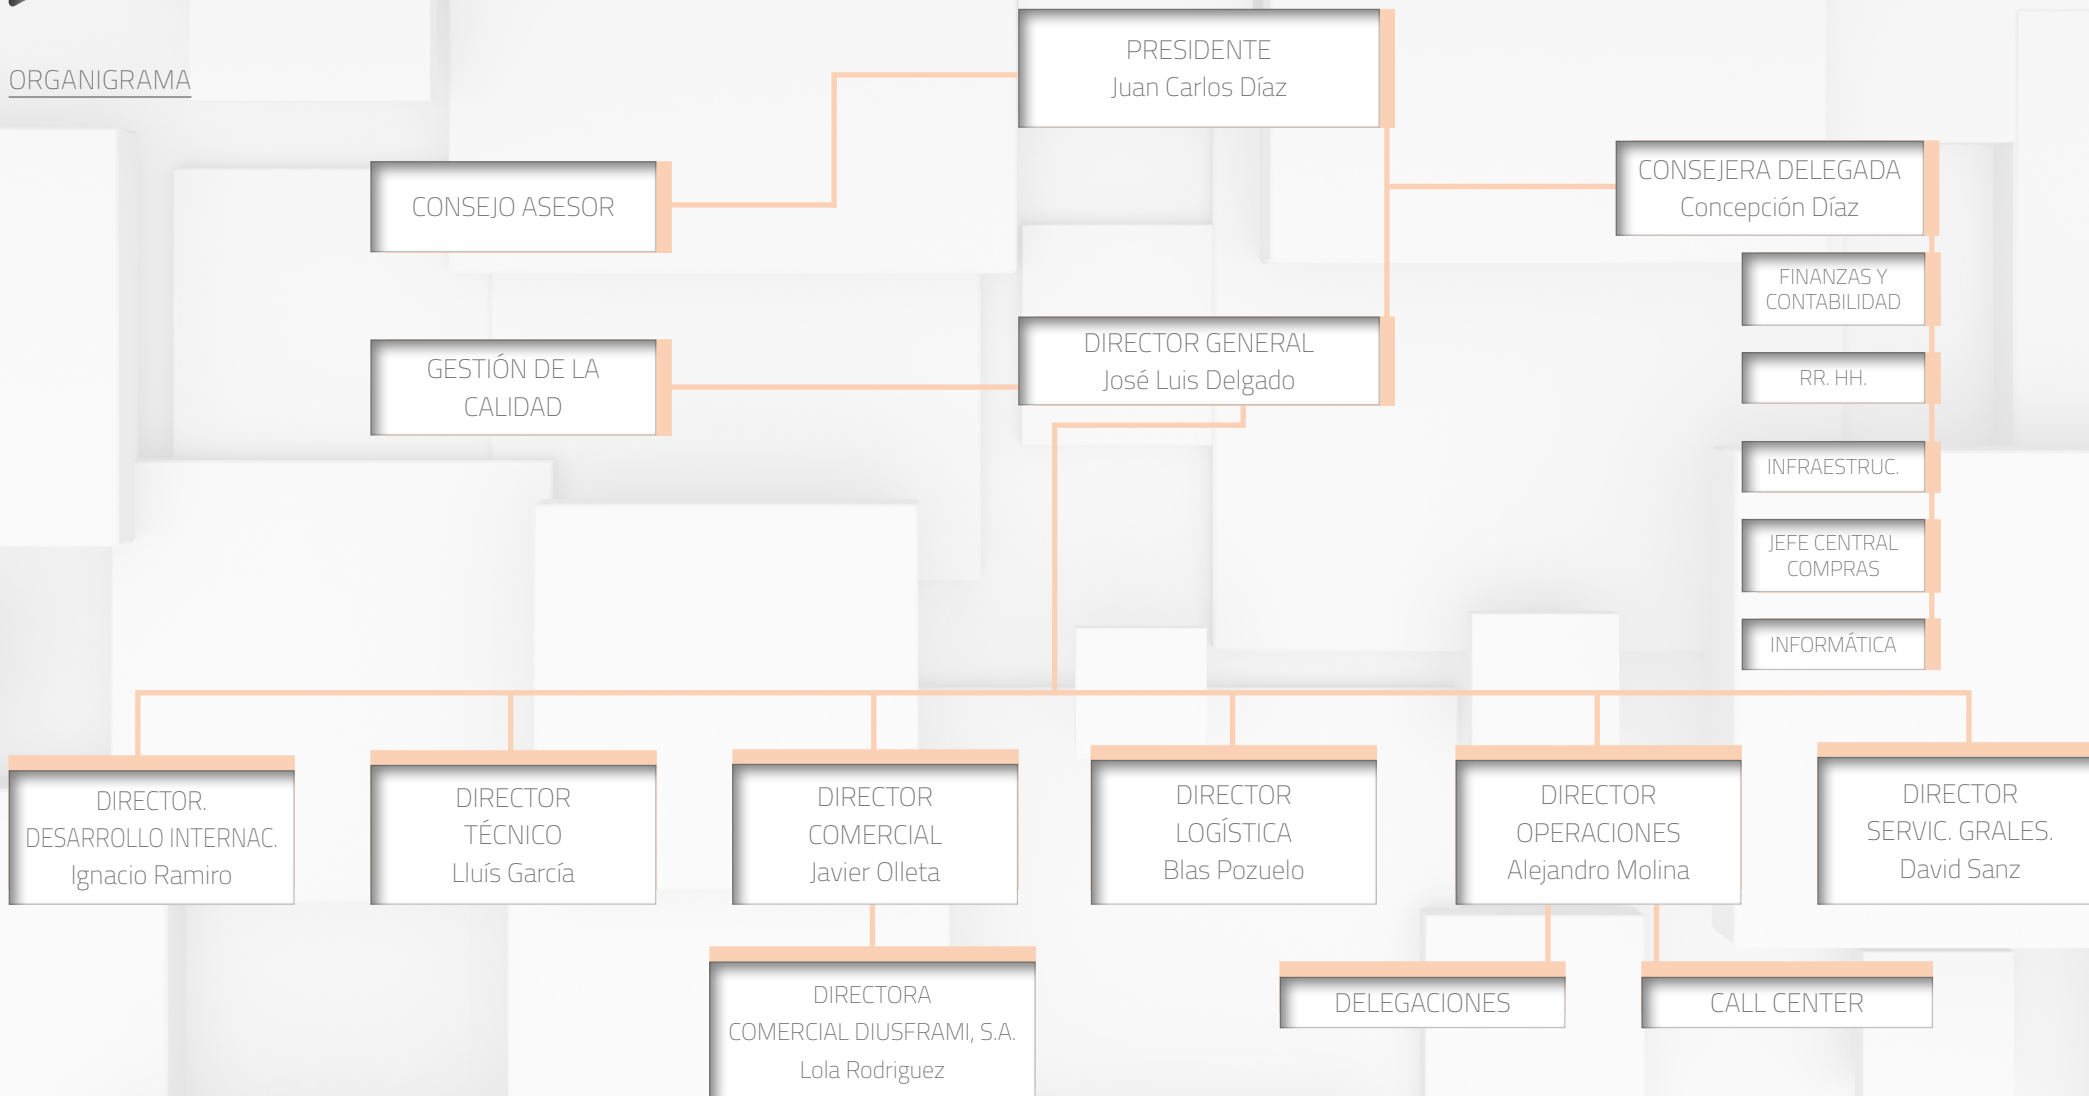 ORGANIGRAMA
PRESIDENTE
Juan Carlos Díaz
CONSEJO ASESOR
CONSEJERA DELEGADA
Concepción Díaz
FINANZAS Y
CONTABILIDAD
RR. HH.
INFRAESTRUC.
JEFE CENTRAL
COMPRAS
INFORMÁTICA
GESTIÓN DE LA
CALIDAD
DIRECTOR GENERAL
José Luis Delgado
DIRECTOR.
DESARROLLO INTERNAC.
Ignacio Ramiro
DIRECTOR
TÉCNICO
Lluís García
DIRECTOR
COMERCIAL
Javier Olleta
DIRECTOR
LOGÍSTICA
Blas Pozuelo
DIRECTOR
OPERACIONES
Alejandro Molina
DIRECTOR
SERVIC. GRALES.
David Sanz
DIRECTORA
COMERCIAL DIUSFRAMI, S.A.
Lola Rodriguez
DELEGACIONES
CALL CENTER